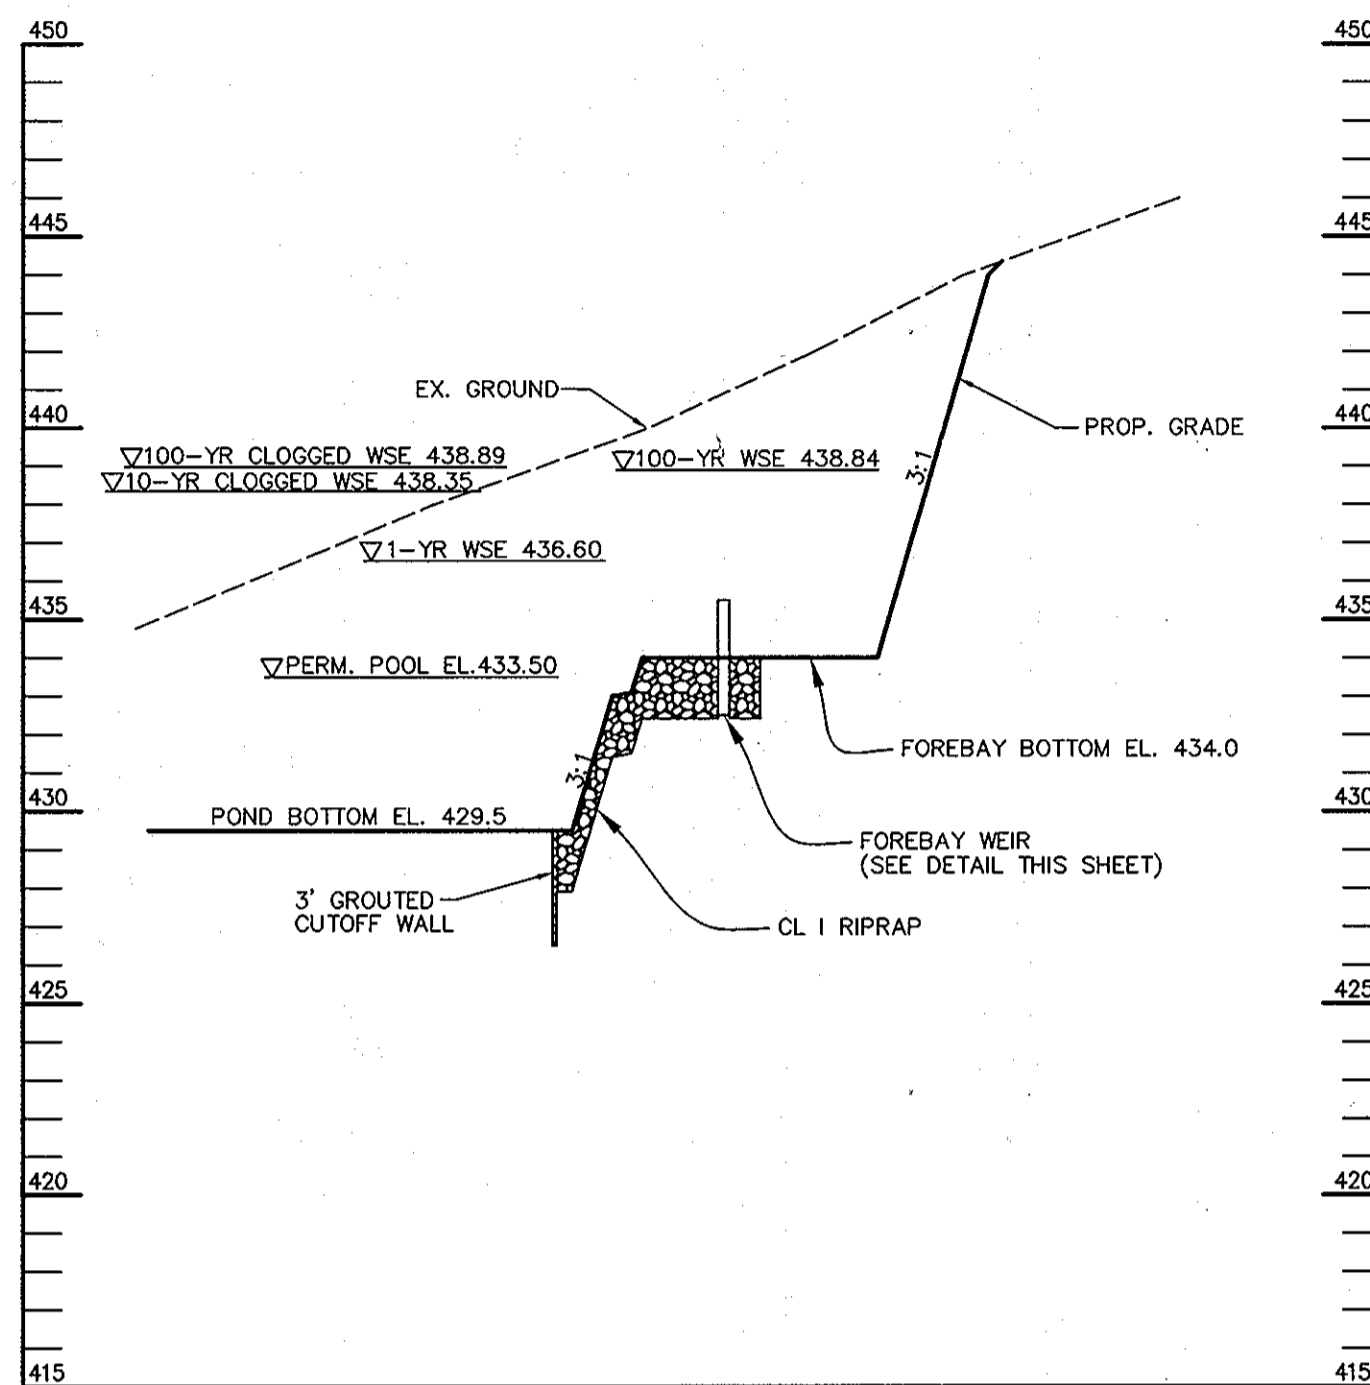 450 450
445 445
EX. GROUND
440 440
PROP. GRADE
▽100-YR CLOGGED WSE 438.89
▽100-YR WSE 438.84
▽10-YR CLOGGED WSE 438.35
3:1
▽1-YR WSE 436.60
435 435
▽PERM. POOL EL.433.50
FOREBAY BOTTOM EL. 434.0
3:1
430 430
POND BOTTOM EL. 429.5
FOREBAY WEIR
(SEE DETAIL THIS SHEET)
3' GROUTED
CUTOFF WALL
CL I RIPRAP
425 425
420 420
415 415